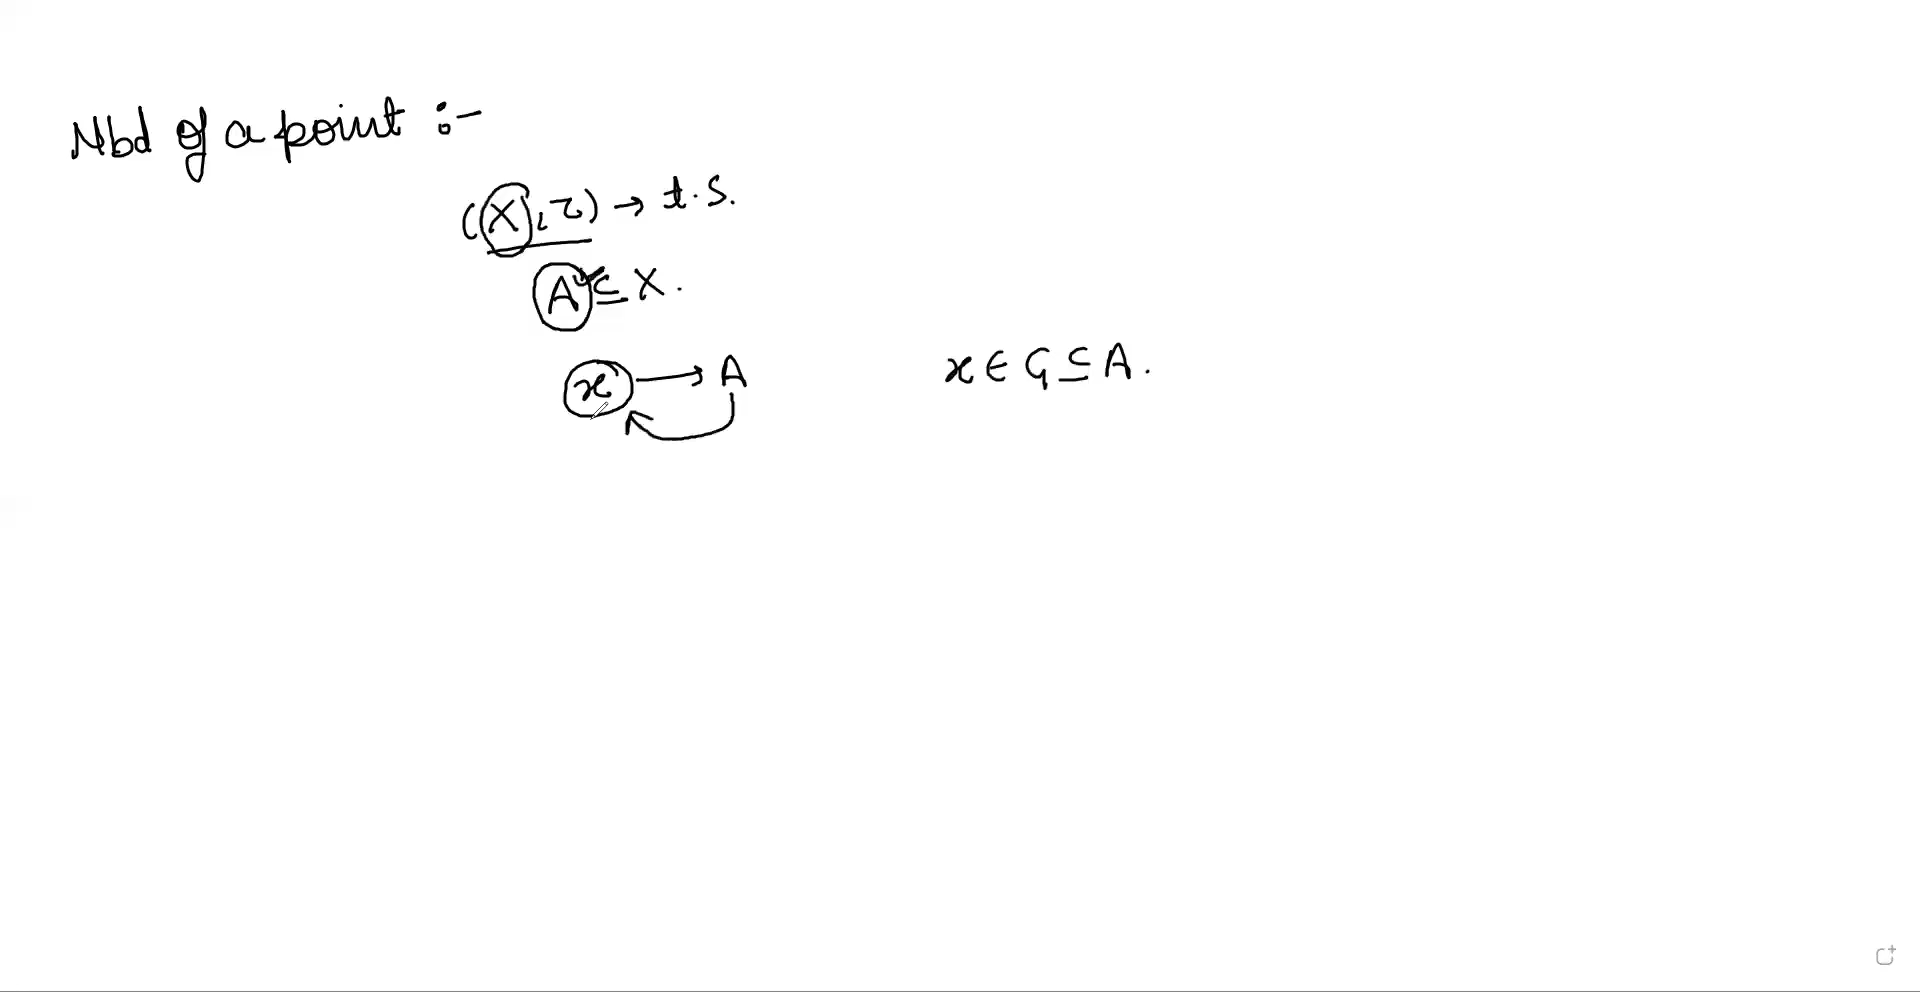 Nbd of a point :-
(X, τ) → t.s.
A ⊆ X.
x → A
x ∈ G ⊆ A.